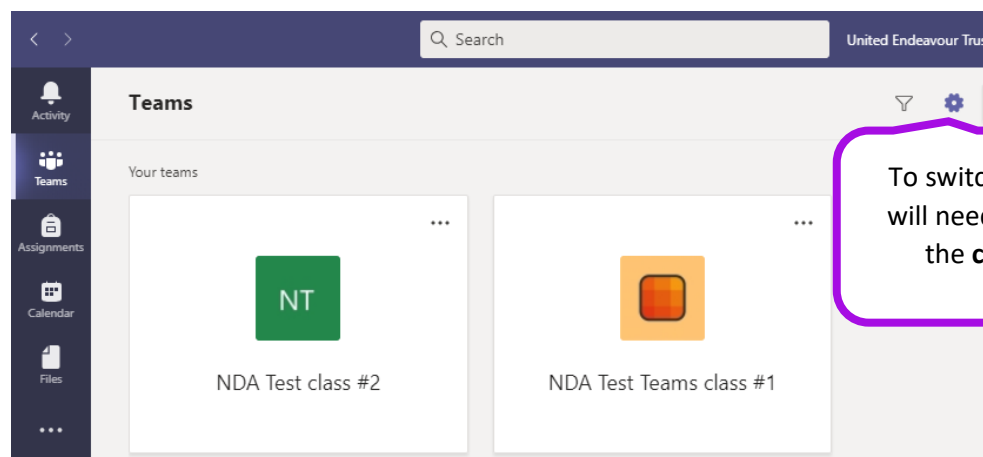 Search
United Endeavour Trus
Activity
Teams
Teams
Your teams
Assignments
Calendar
Files
NT
NDA Test class #2
NDA Test Teams class #1
To switc
will need
the c